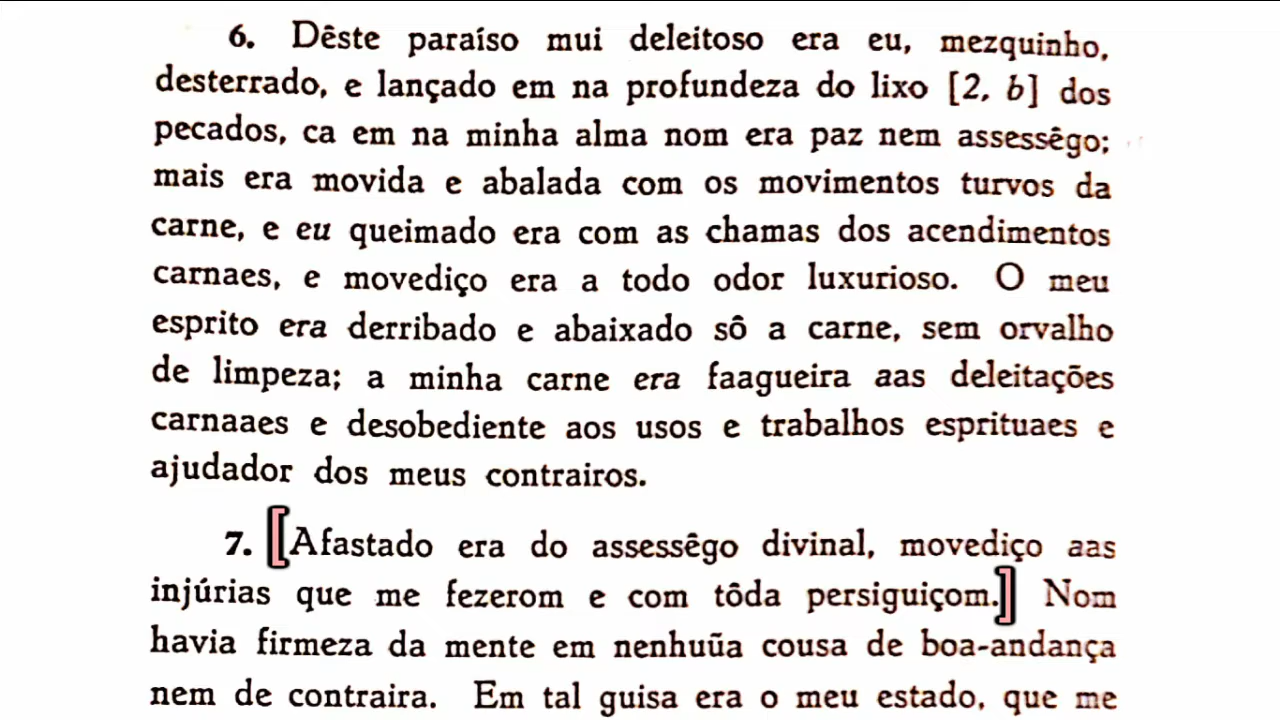 6. Dêste paraíso mui deleitoso era eu, mezquinho,
desterrado, e lançado em na profundeza do lixo [2, b] dos
pecados, ca em na minha alma nom era paz nem assessêgo;
mais era movida e abalada com os movimentos turvos da
carne, e eu queimado era com as chamas dos acendimentos
carnaes, e movediço era a todo odor luxurioso. O meu
esprito era derribado e abaixado sô a carne, sem orvalho
de limpeza; a minha carne era faagueira aas deleitações
carnaaes e desobediente aos usos e trabalhos esprituaes e
ajudador dos meus contrairos.
7. [Afastado era do assessêgo divinal, movediço aas
injúrias que me fezerom e com tôda persiguiçom.] Nom
havia firmeza da mente em nenhuũa cousa de boa-andança
nem de contraira. Em tal guisa era o meu estado, que me